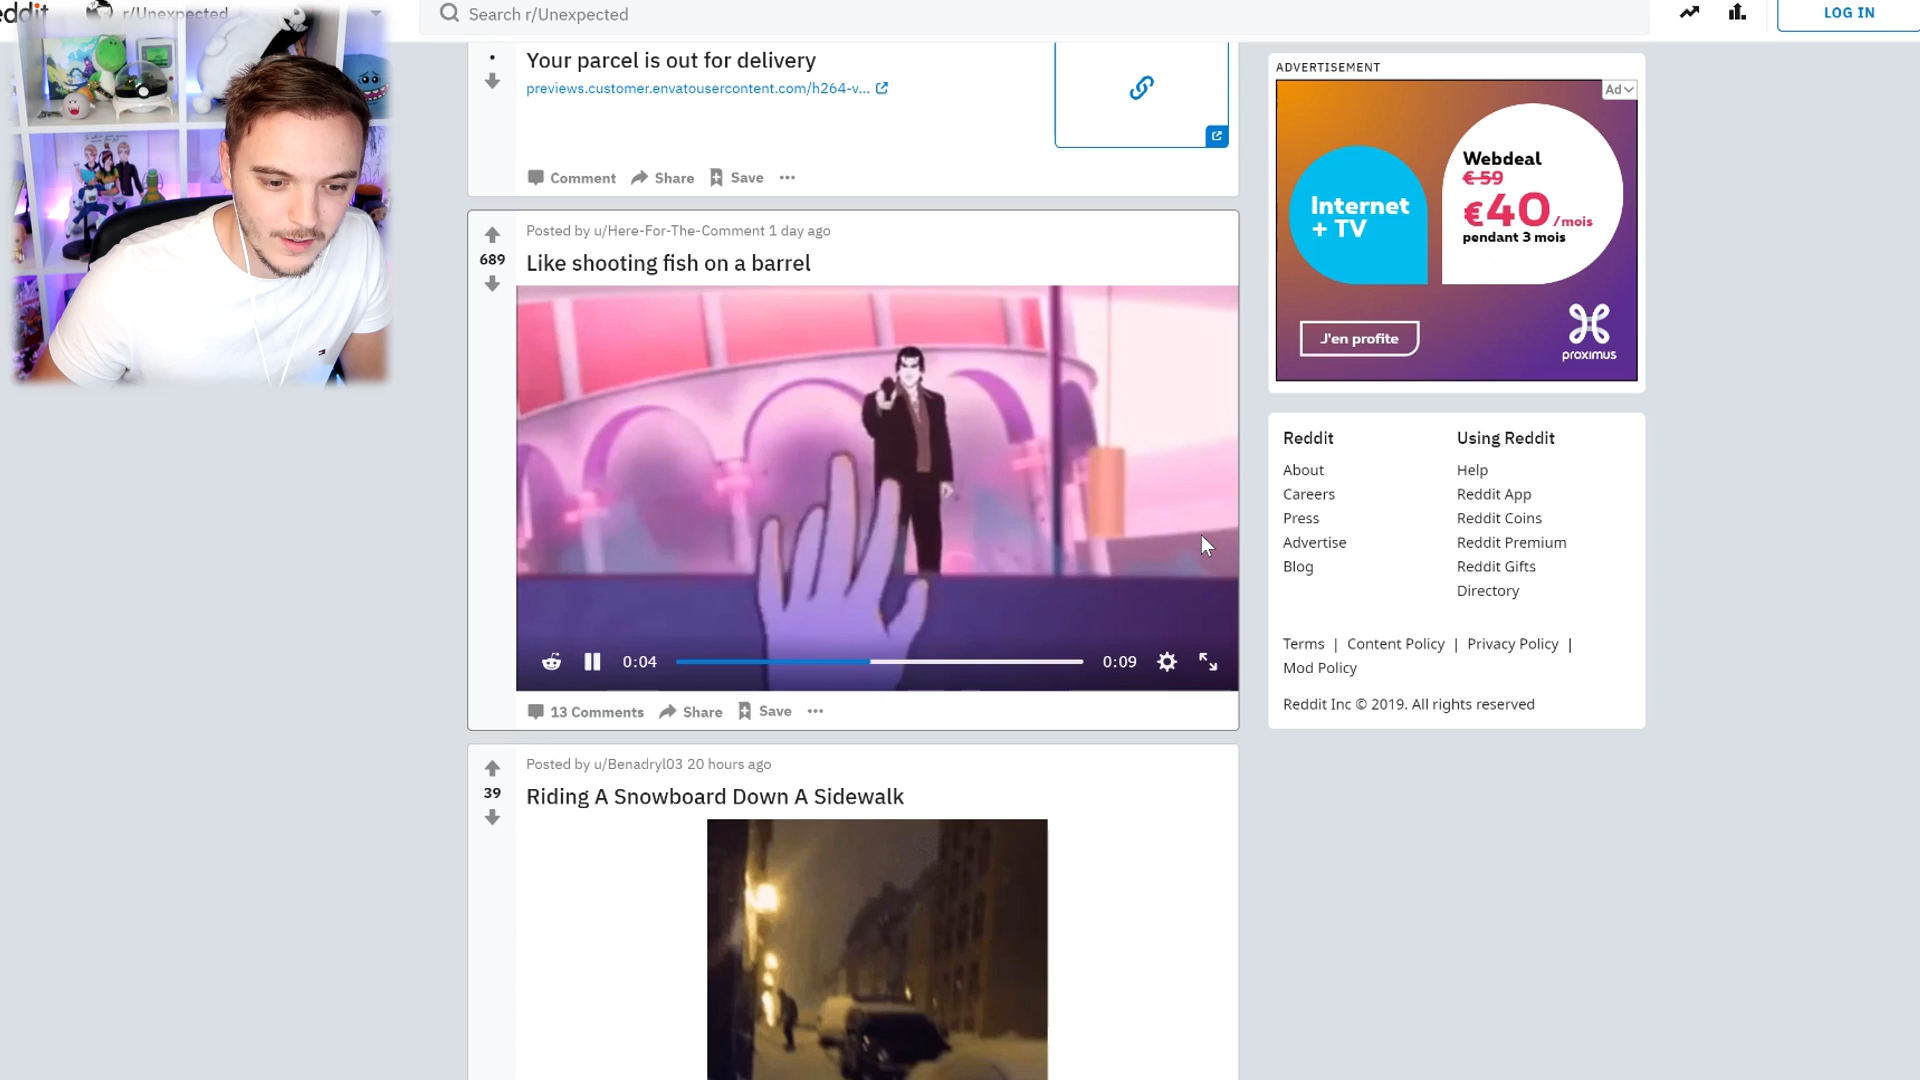 eddit r/Unexpected Search r/Unexpected LOG IN
Your parcel is out for delivery
previews.customer.envatousercontent.com/h264-v...
Comment Share Save
689
Posted by u/Here-For-The-Comment 1 day ago
Like shooting fish on a barrel
0:04 0:09
13 Comments Share Save
39
Posted by u/Benadryl03 20 hours ago
Riding A Snowboard Down A Sidewalk
ADVERTISEMENT
Ad
Internet
+ TV
Webdeal
€ 59
€40/mois
pendant 3 mois
J'en profite
proximus
Reddit
About
Careers
Press
Advertise
Blog
Using Reddit
Help
Reddit App
Reddit Coins
Reddit Premium
Reddit Gifts
Directory
Terms | Content Policy | Privacy Policy |
Mod Policy
Reddit Inc © 2019. All rights reserved